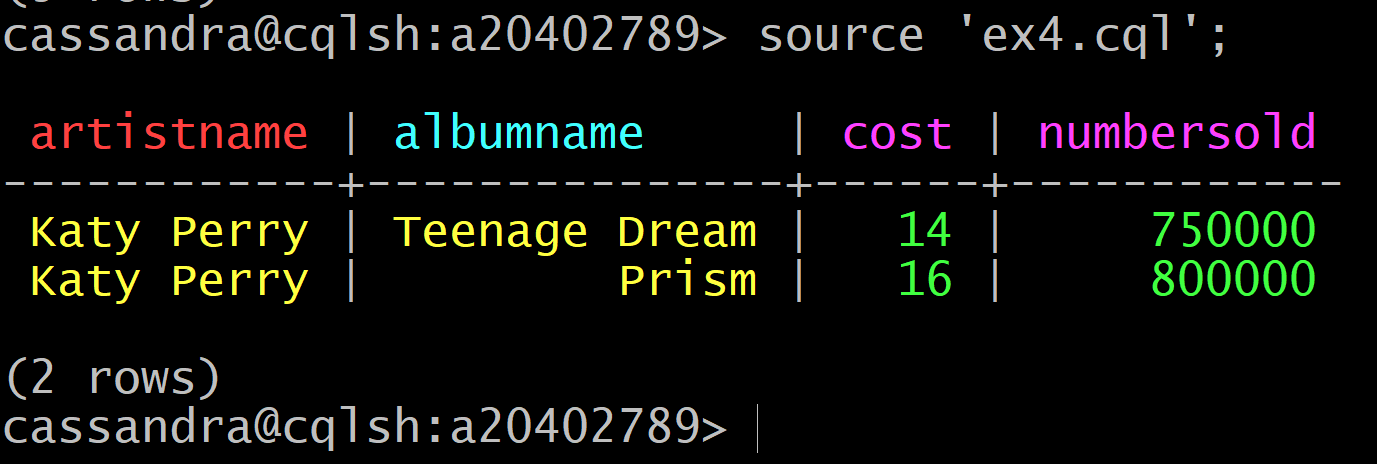 cassandra@cqlsh:a20402789> source 'ex4.cql';
artistname | albumname | cost | numbersold
------------+---------------+------+------------
Katy Perry | Teenage Dream | 14 | 750000
Katy Perry | Prism | 16 | 800000
(2 rows)
cassandra@cqlsh:a20402789>